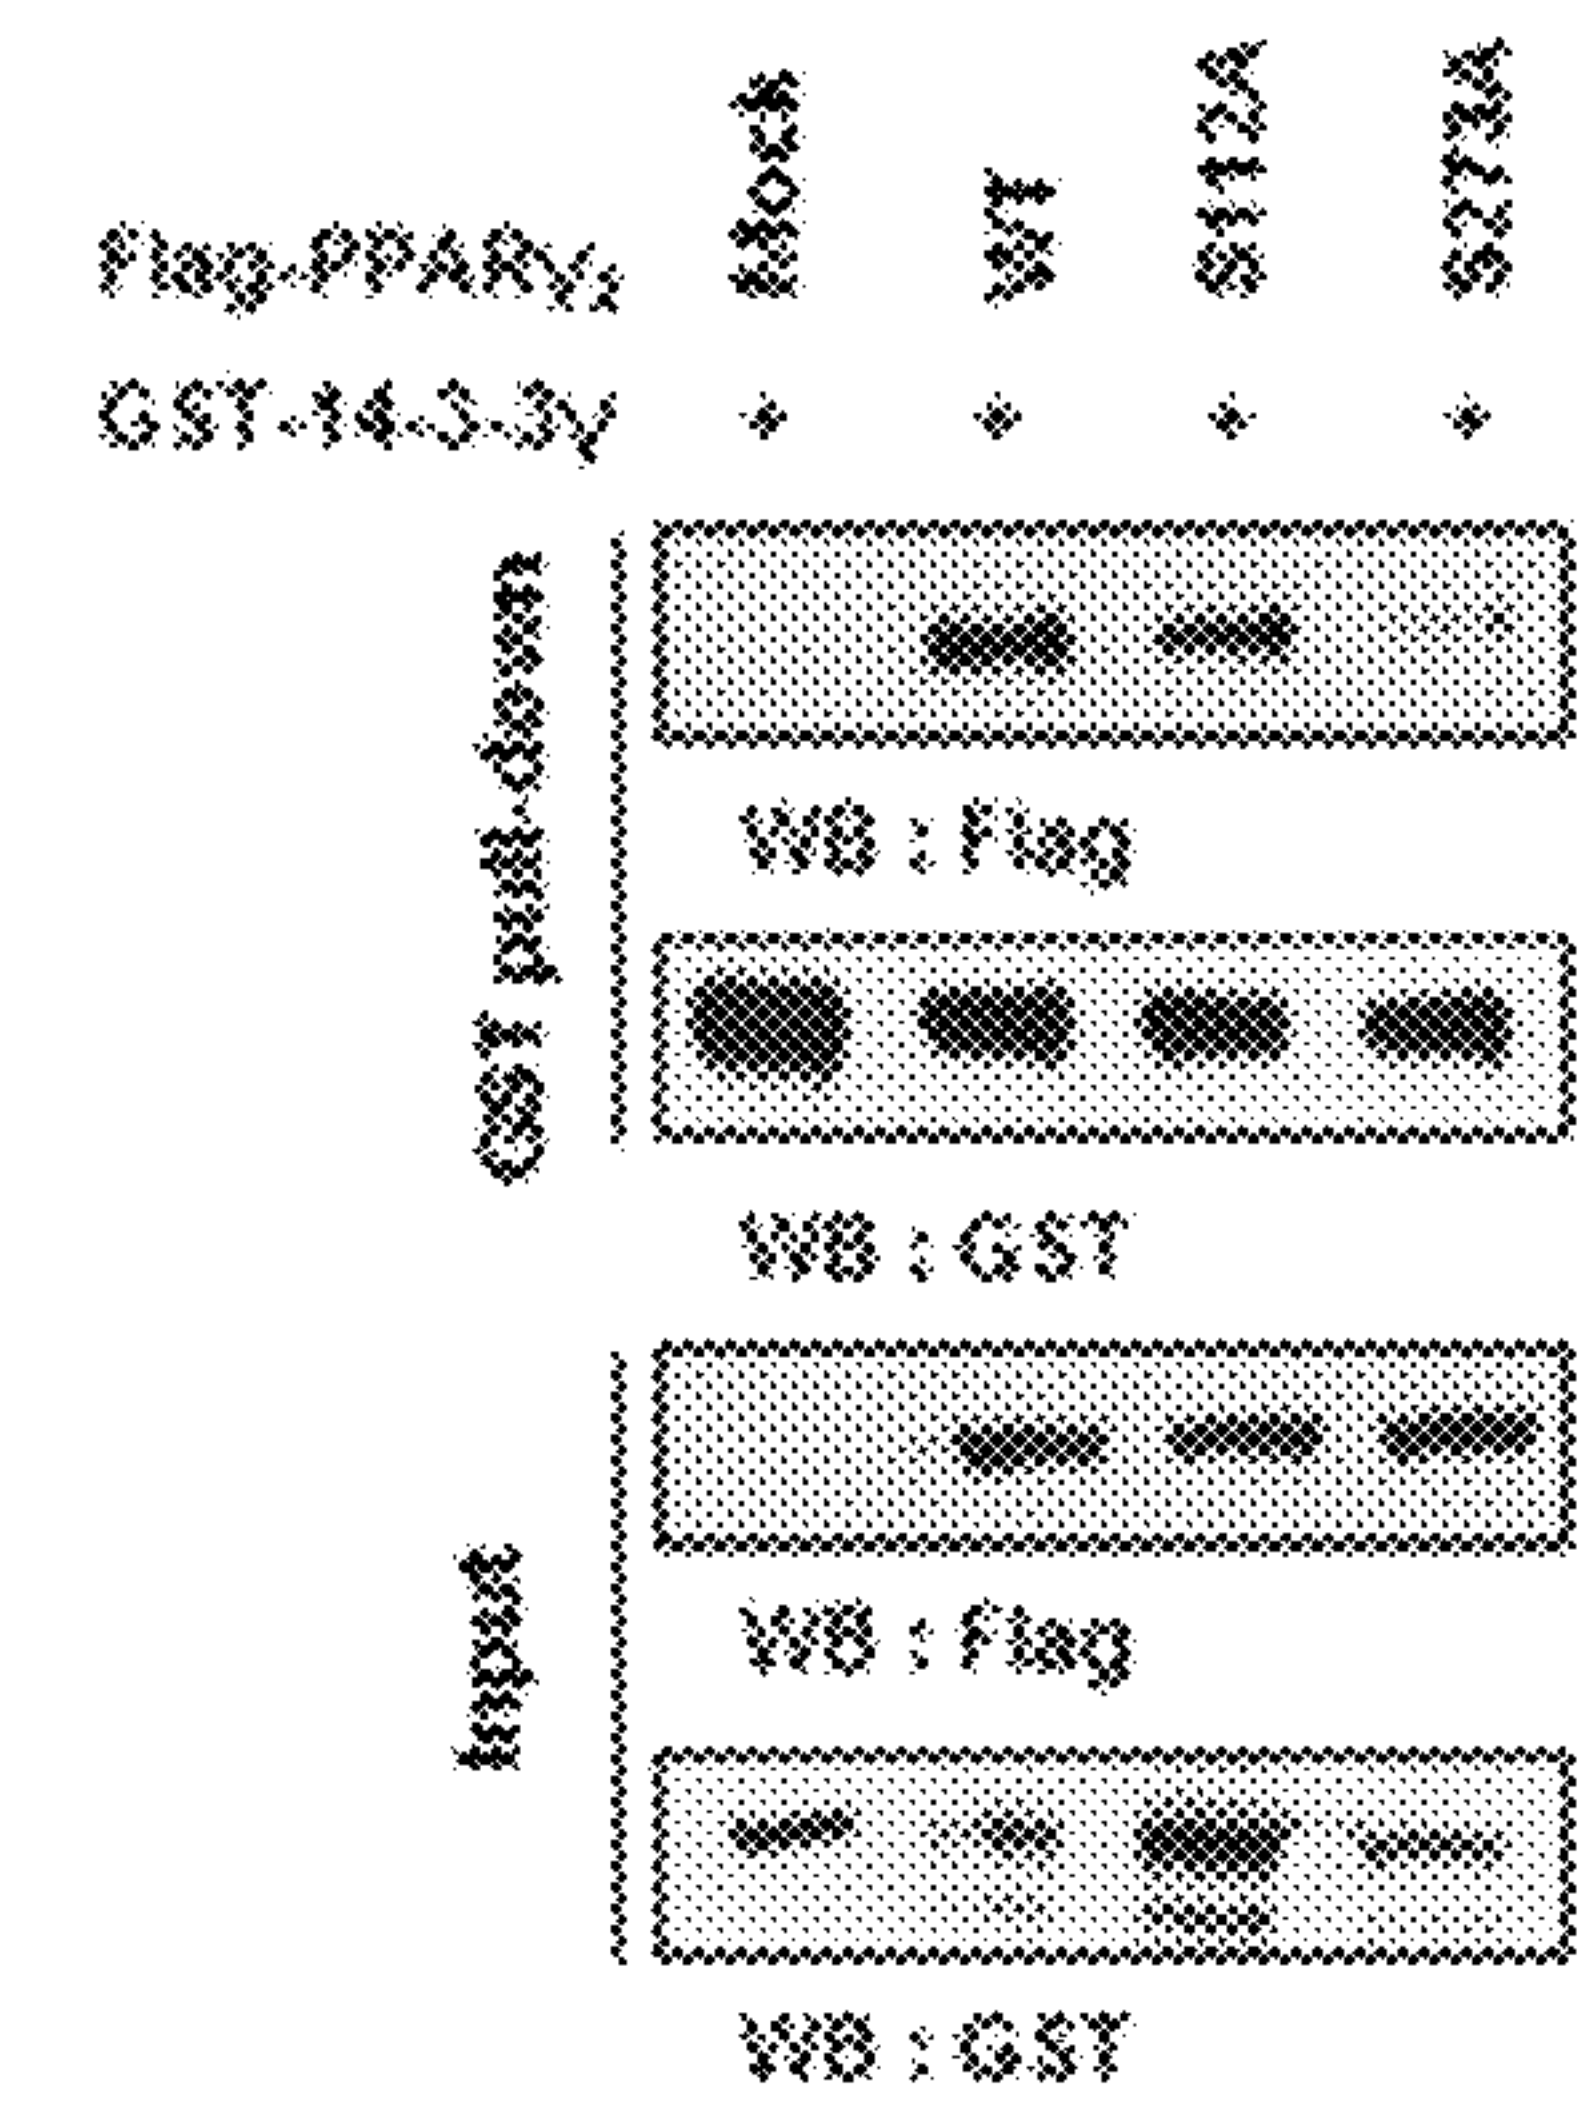 Mock WT S112A S273A
Flag-PPARγ₂
GST-14-3-3γ + + + +
GST pull-down
WB : Flag
WB : GST
Input
WB : Flag
WB : GST